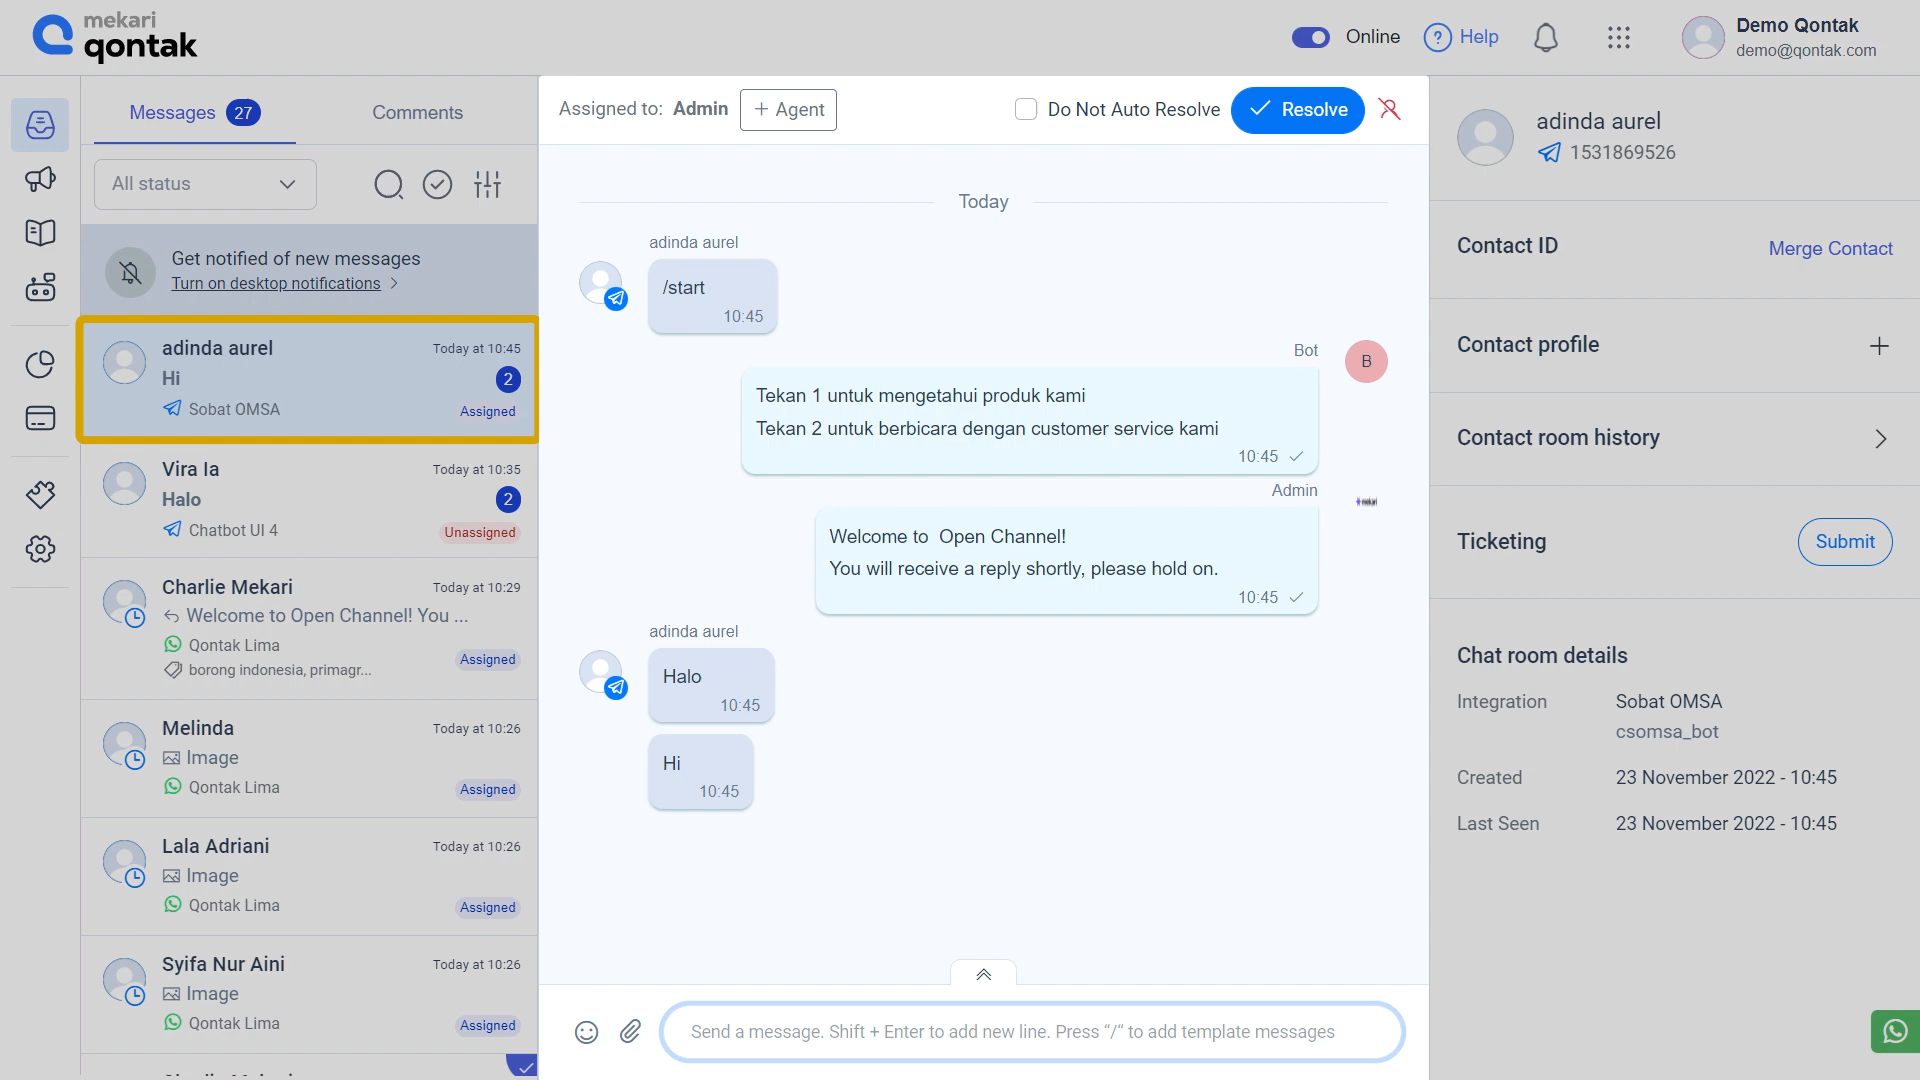 mekari
qontak
Online
Help
Demo Qontak
demo@qontak.com
Messages 27
Comments
All status
Get notified of new messages
Turn on desktop notifications
adinda aurel
Today at 10:45
Hi
2
Sobat OMSA
Assigned
Vira Ia
Today at 10:35
Halo
2
Chatbot UI 4
Unassigned
Charlie Mekari
Today at 10:29
Welcome to Open Channel! You ...
Qontak Lima
borong indonesia, primagr...
Assigned
Melinda
Today at 10:26
Image
Qontak Lima
Assigned
Lala Adriani
Today at 10:26
Image
Qontak Lima
Assigned
Syifa Nur Aini
Today at 10:26
Image
Qontak Lima
Assigned
Assigned to: Admin
+ Agent
Do Not Auto Resolve
Resolve
Today
adinda aurel
/start
10:45
Bot
B
Tekan 1 untuk mengetahui produk kami
Tekan 2 untuk berbicara dengan customer service kami
10:45
Admin
mekari
Welcome to  Open Channel!
You will receive a reply shortly, please hold on.
10:45
adinda aurel
Halo
10:45
Hi
10:45
Send a message. Shift + Enter to add new line. Press “/“ to add template messages
adinda aurel
1531869526
Contact ID
Merge Contact
Contact profile
Contact room history
Ticketing
Submit
Chat room details
Integration
Sobat OMSA
csomsa_bot
Created
23 November 2022 - 10:45
Last Seen
23 November 2022 - 10:45